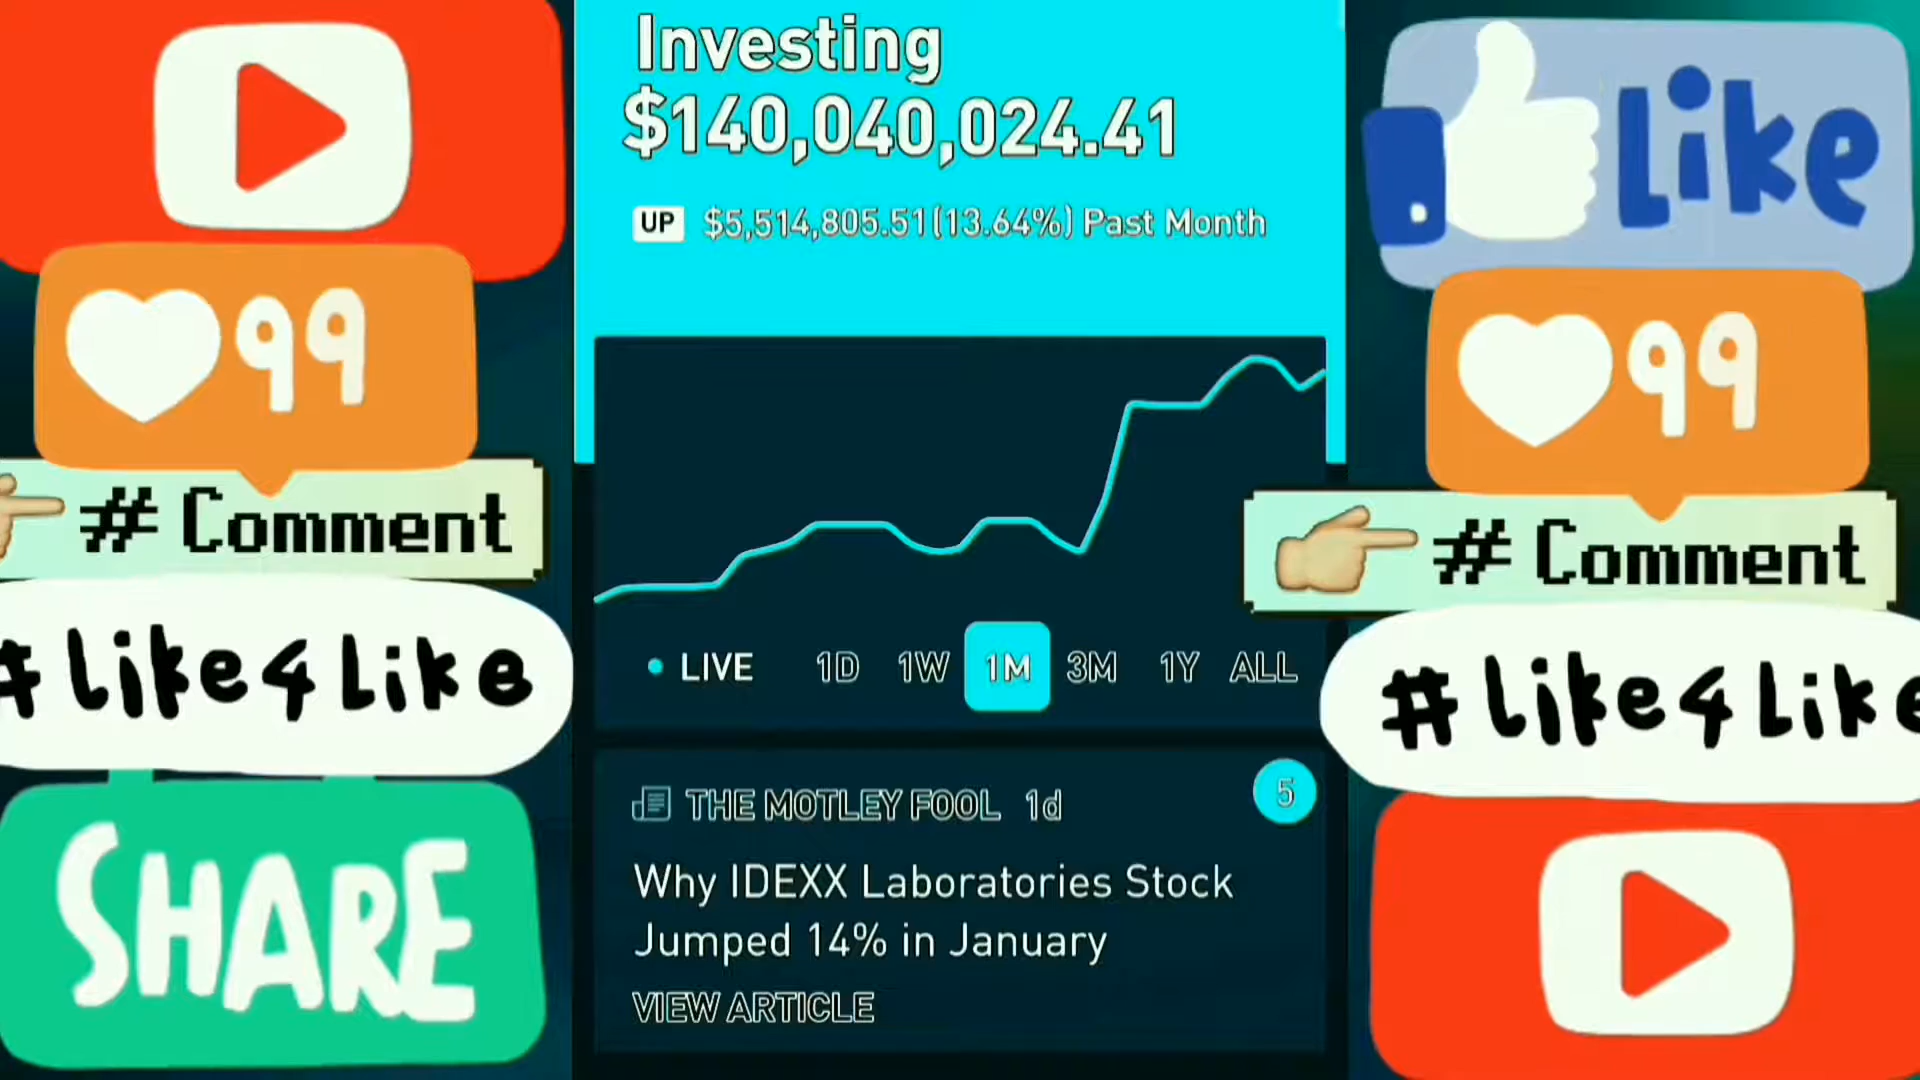 Investing
$140,040,024.41
UP $5,514,805.51(13.64%) Past Month
LIVE 1D 1W 1M 3M 1Y ALL
THE MOTLEY FOOL 1d
5
Why IDEXX Laboratories Stock
Jumped 14% in January
VIEW ARTICLE
99
# Comment
#like4like
SHARE
like
99
# Comment
#like4like